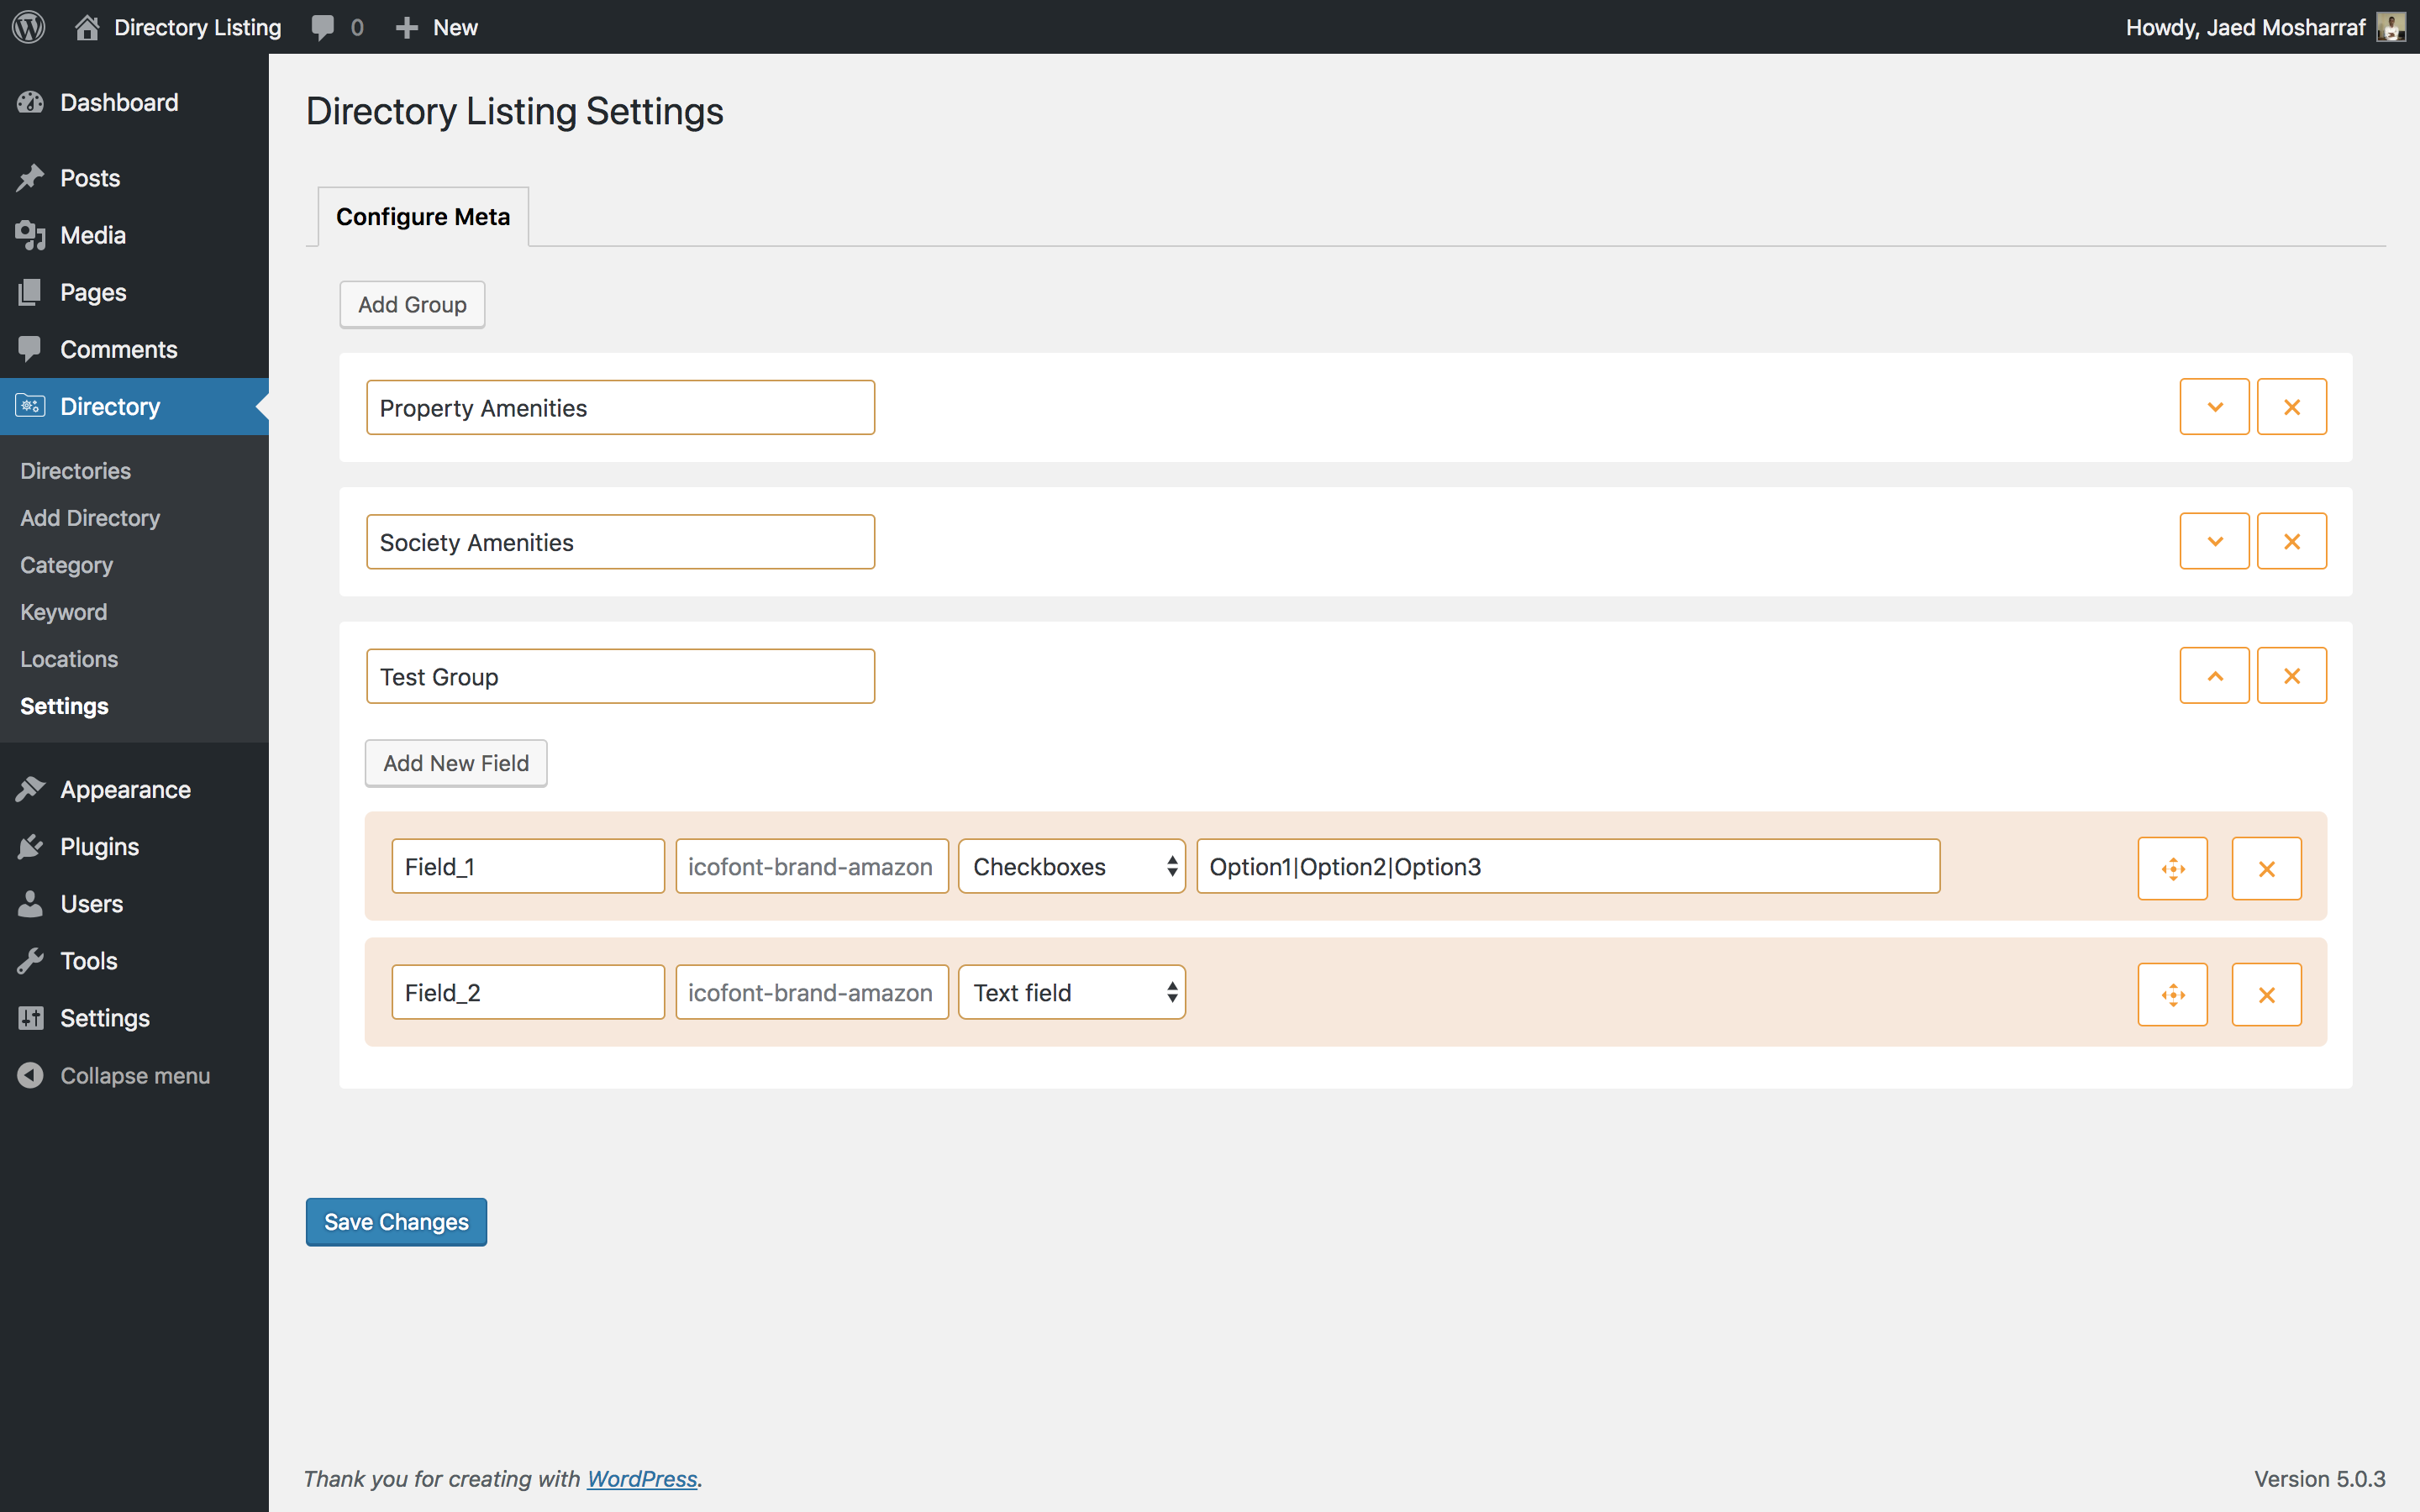 Directory Listing 0 New Howdy, Jaed Mosharraf
Dashboard
Posts
Media
Pages
Comments
Directory
Directories
Add Directory
Category
Keyword
Locations
Settings
Appearance
Plugins
Users
Tools
Settings
Collapse menu
Directory Listing Settings
Configure Meta
Add Group
Property Amenities
Society Amenities
Test Group
Add New Field
Field_1 icofont-brand-amazon Checkboxes Option1|Option2|Option3
Field_2 icofont-brand-amazon Text field
Save Changes
Thank you for creating with WordPress. Version 5.0.3